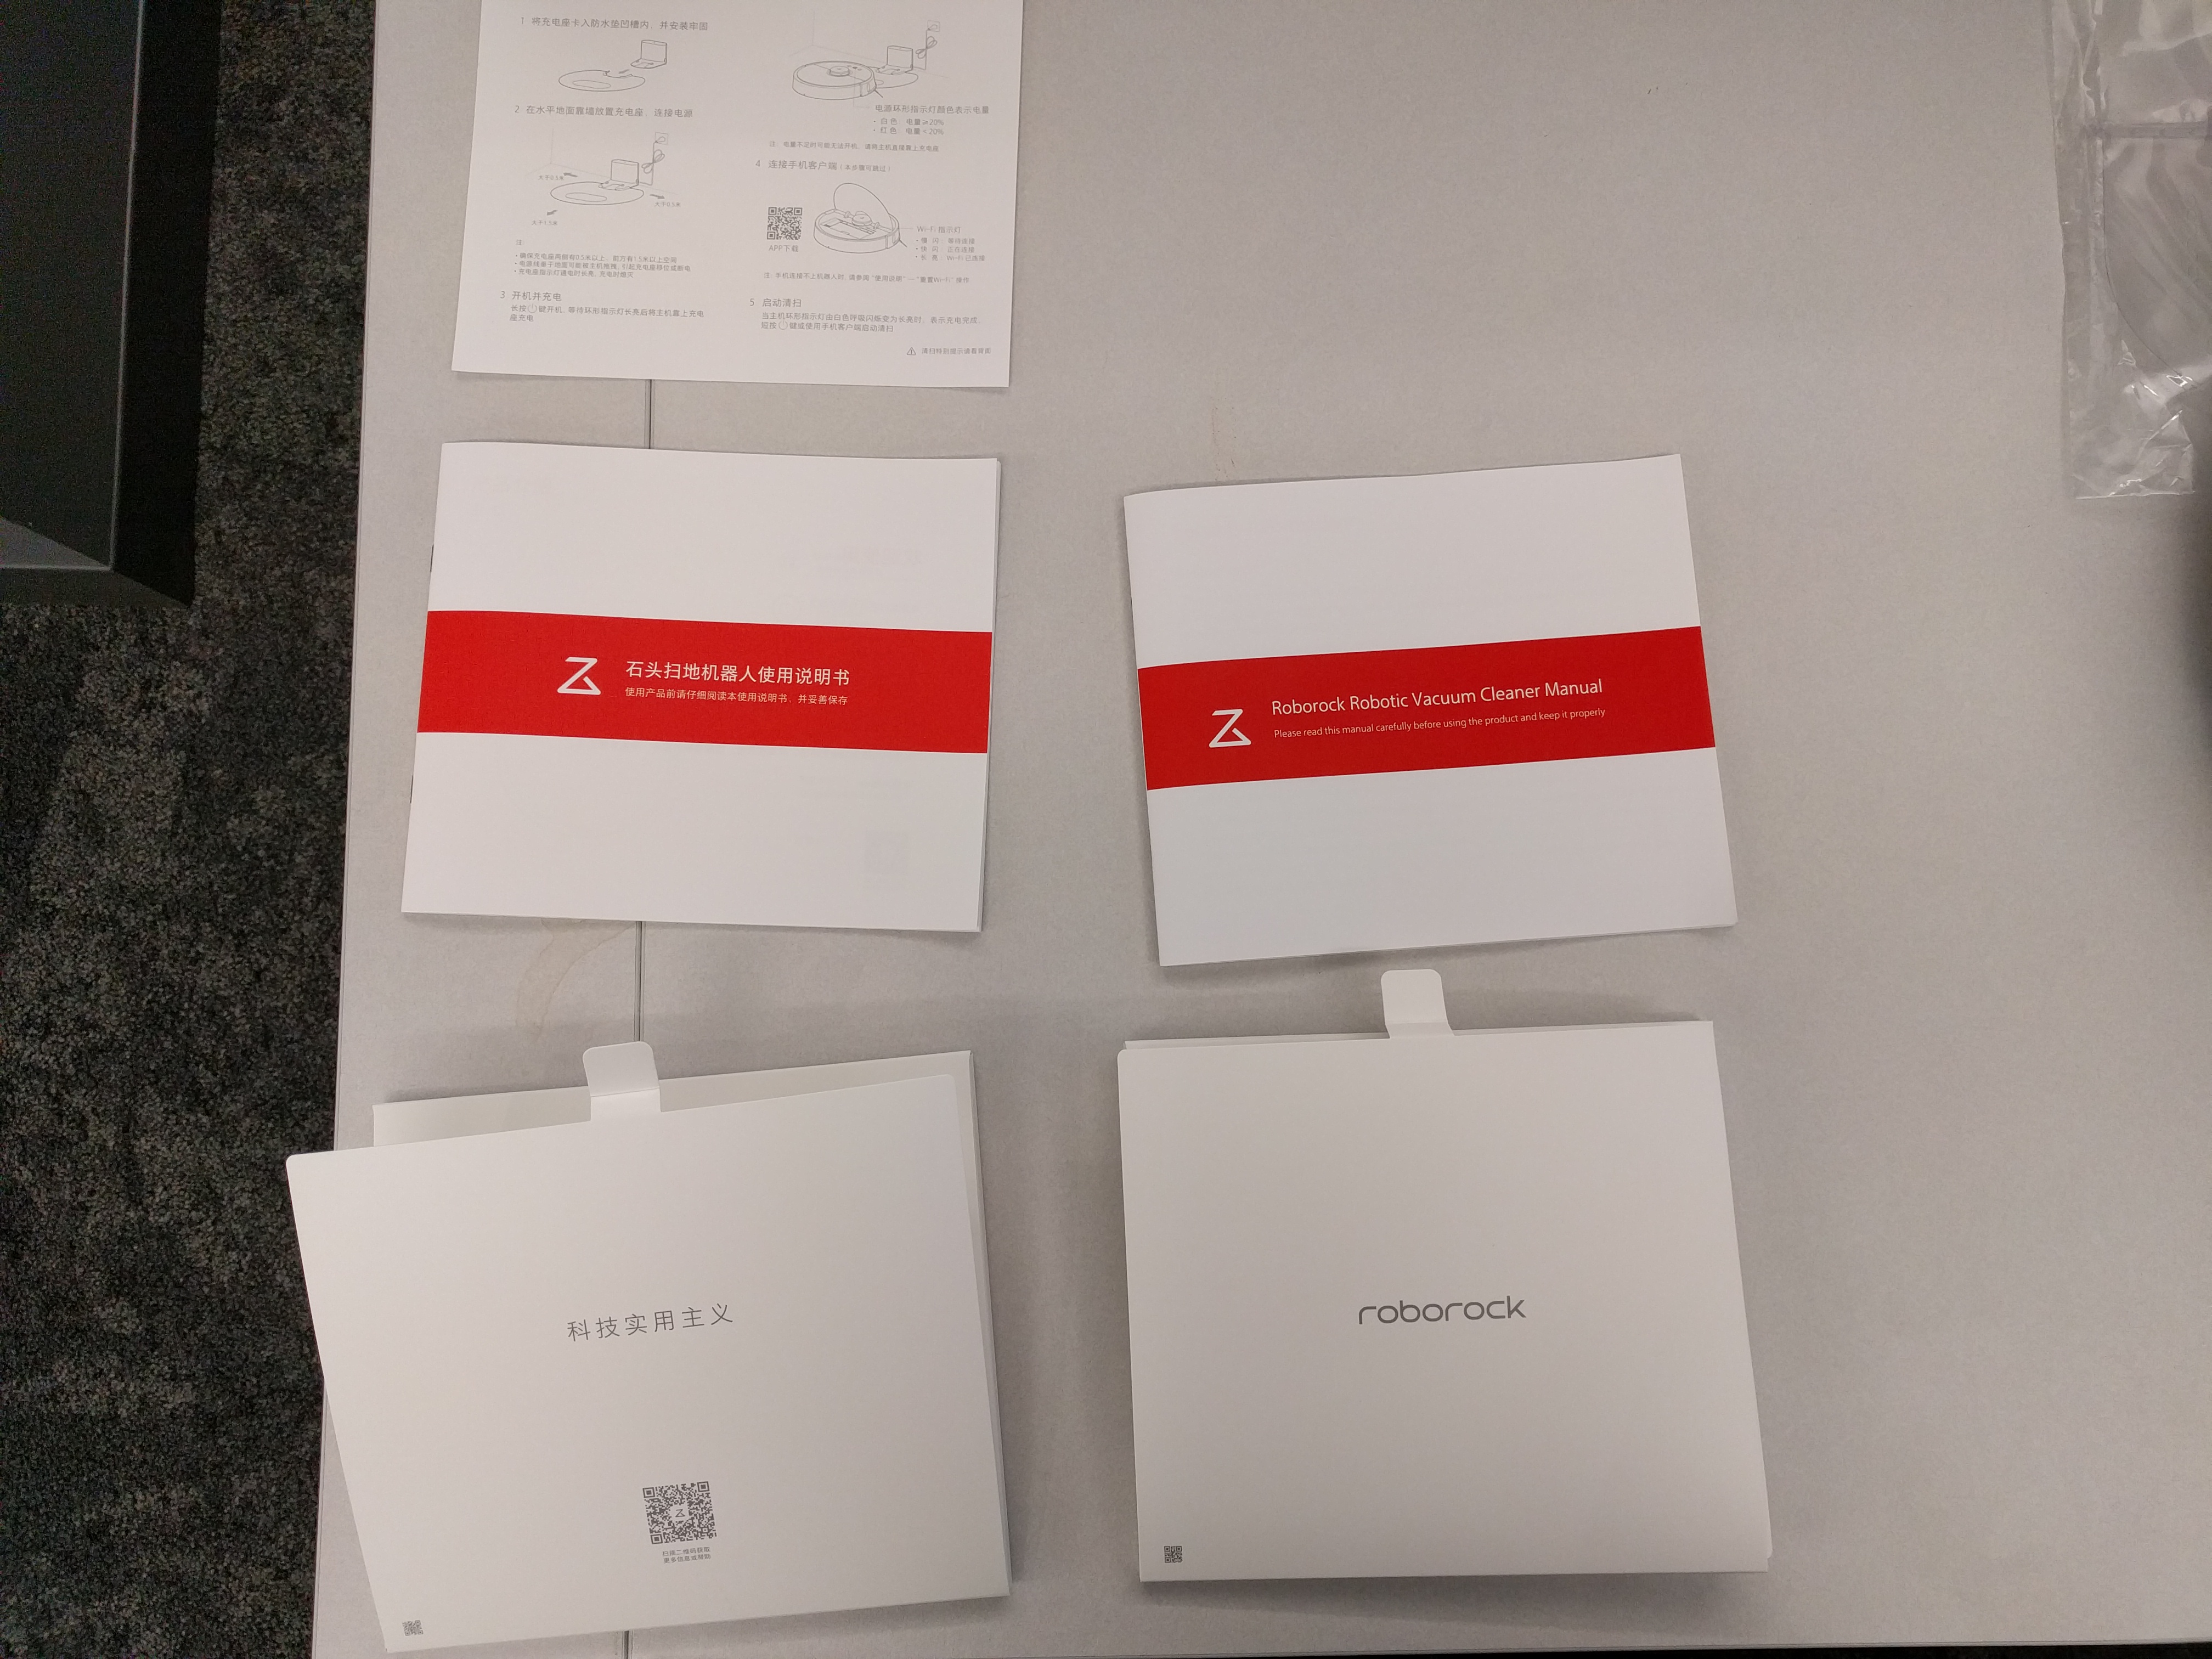 1 将充电座卡入防水垫凹槽内，并安装牢固
2 在水平地面靠墙放置充电座，连接电源
大于0.5米
大于0.5米
大于1.5米
注:
• 确保充电座两侧有0.5米以上、前方有1.5米以上空间
• 电源线垂于地面可能被主机拖拽，引起充电座移位或断电
• 充电座指示灯通电时长亮，充电时熄灭
3 开机并充电
长按键开机，等待环形指示灯长亮后将主机靠上充电
座充电
电源环形指示灯颜色表示电量
• 白色：电量≥20%
• 红色：电量＜20%
注：电量不足时可能无法开机，请将主机直接靠上充电座
4 连接手机客户端（本步骤可跳过）
APP下载
Wi-Fi 指示灯
• 慢 闪：等待连接
• 快 闪：正在连接
• 长 亮：Wi-Fi 已连接
注：手机连接不上机器人时，请参阅“使用说明”—“重置Wi-Fi”操作
5 启动清扫
当主机环形指示灯由白色呼吸闪烁变为长亮时，表示充电完成，
短按键或使用手机客户端启动清扫
清扫特别提示请看背面
石头扫地机器人使用说明书
使用产品前请仔细阅读本使用说明书，并妥善保存
Roborock Robotic Vacuum Cleaner Manual
Please read this manual carefully before using the product and keep it properly
科技实用主义
扫描二维码获取
更多信息或帮助
roborock